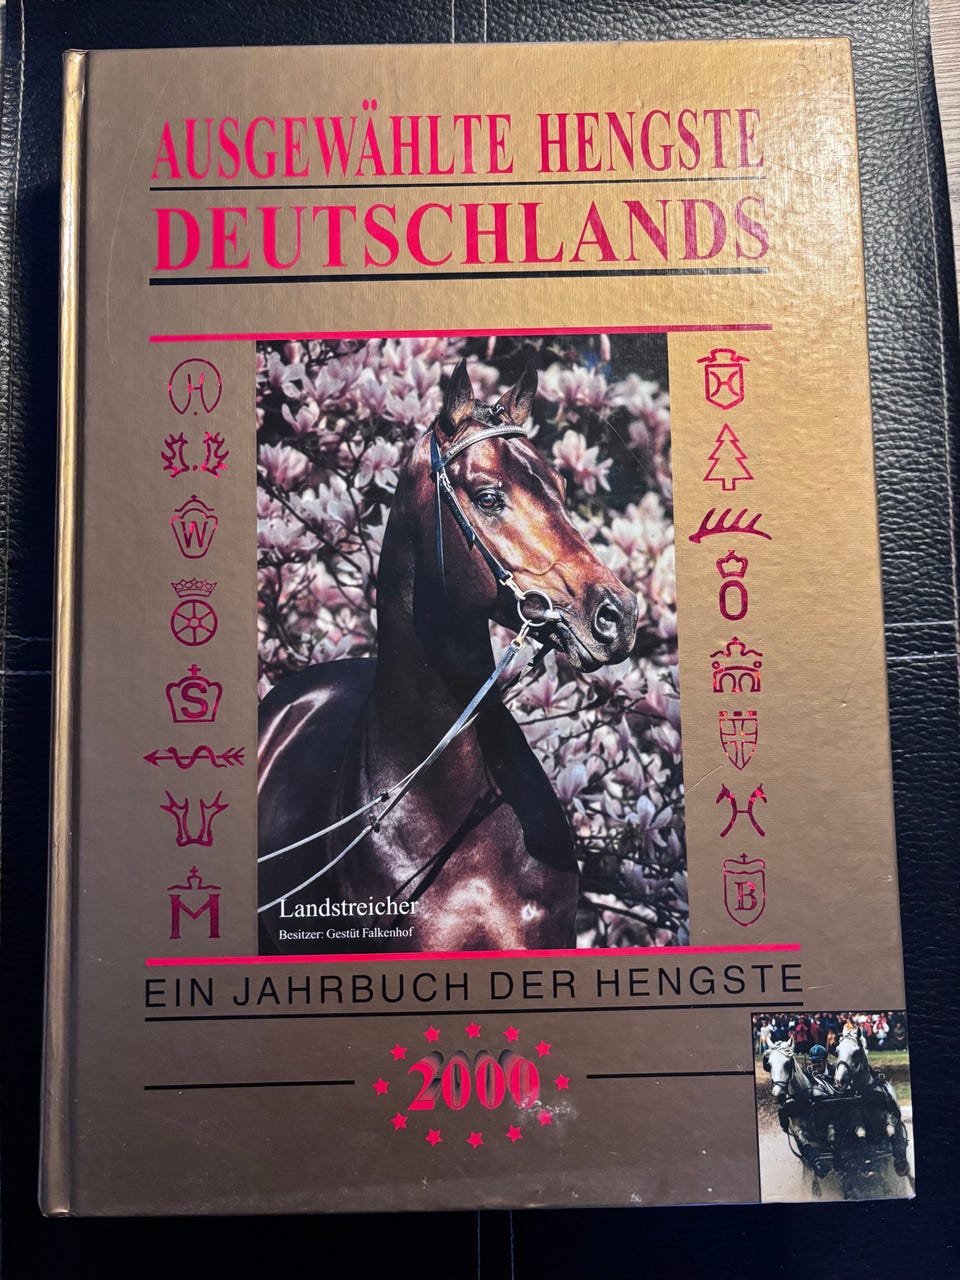 AUSGEWÄHLTE HENGSTE
DEUTSCHLANDS
H
W
S
M
O
B
Landstreicher
Besitzer: Gestüt Falkenhof
EIN JAHRBUCH DER HENGSTE
2000